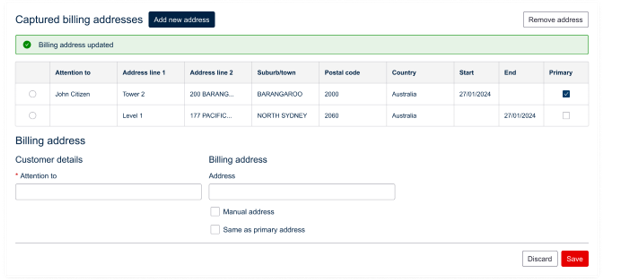 Captured billing addresses Add new address Remove address
Billing address updated
Attention to Address line 1 Address line 2 Suburb/town Postal code Country Start End Primary
John Citizen Tower 2 200 BARANG... BARANGAROO 2000 Australia 27/01/2024
Level 1 177 PACIFIC... NORTH SYDNEY 2060 Australia 27/01/2024
Billing address
Customer details Billing address
* Attention to Address
Manual address
Same as primary address
Discard Save